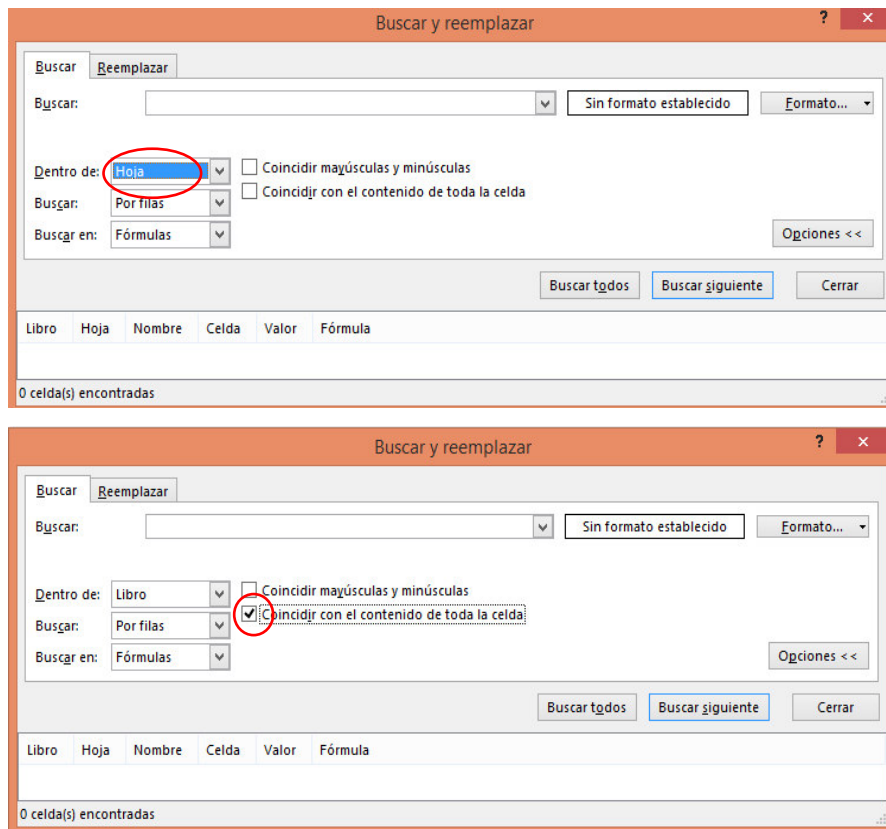 Buscar y reemplazar ? ×
Buscar Reemplazar
Buscar: Sin formato establecido Formato...
Dentro de: Hoja Coincidir mayúsculas y minúsculas
Coincidir con el contenido de toda la celda
Buscar: Por filas
Buscar en: Fórmulas Opciones <<
Buscar todos Buscar siguiente Cerrar
Libro Hoja Nombre Celda Valor Fórmula
0 celda(s) encontradas
Buscar y reemplazar ? ×
Buscar Reemplazar
Buscar: Sin formato establecido Formato...
Dentro de: Libro Coincidir mayúsculas y minúsculas
Coincidir con el contenido de toda la celda
Buscar: Por filas
Buscar en: Fórmulas Opciones <<
Buscar todos Buscar siguiente Cerrar
Libro Hoja Nombre Celda Valor Fórmula
0 celda(s) encontradas